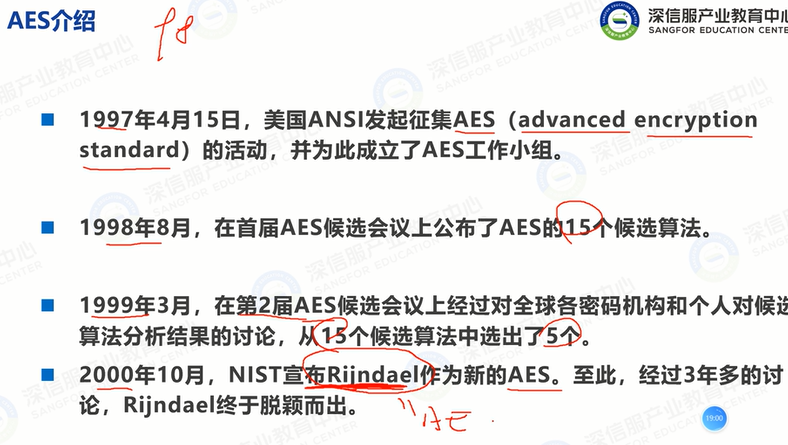 AES介绍
深信服产业教育中心
SANGFOR EDUCATION CENTER
98
1997年4月15日，美国ANSI发起征集AES（advanced encryption
standard）的活动，并为此成立了AES工作小组。
1998年8月，在首届AES候选会议上公布了AES的15个候选算法。
1999年3月，在第2届AES候选会议上经过对全球各密码机构和个人对候选
算法分析结果的讨论，从15个候选算法中选出了5个。
2000年10月，NIST宣布Rijndael作为新的AES。至此，经过3年多的讨
论，Rijndael终于脱颖而出。
19:00